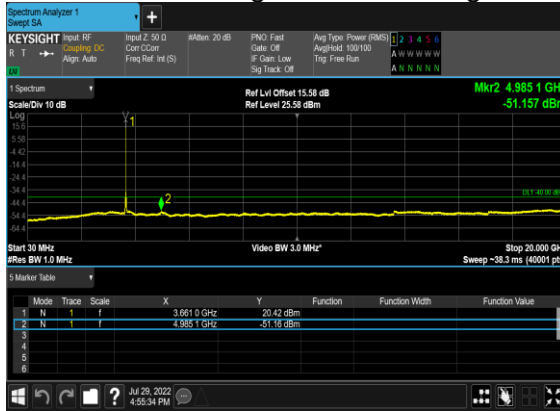 Spectrum Analyzer 1
Swept SA
KEYSIGHT Input: RF Input Z: 50 Ω #Atten: 20 dB PNO: Fast Avg Type: Power (RMS) 1 2 3 4 5 6
R T Coupling: DC Corr CCorr Gate: Off Avg|Hold: 100/100 A W W W W W
Align: Auto Freq Ref: Int (S) IF Gain: Low Trig: Free Run
Sig Track: Off A N N N N N
1 Spectrum Ref Lvl Offset 15.58 dB Mkr2 4.985 1 GH
Scale/Div 10 dB Ref Level 25.58 dBm -51.157 dB
Log
15.6
5.58
-4.42
-14.4
-24.4
-34.4
-44.4
-54.4
-64.4
1
2
Start 30 MHz Video BW 3.0 MHz* Stop 20.000 GH
#Res BW 1.0 MHz Sweep ~38.3 ms (40001 pt
5 Marker Table
Mode Trace Scale X Y Function Function Width Function Value
1 N 1 f 3.661 0 GHz 20.42 dBm
2 N 1 f 4.985 1 GHz -51.16 dBm
3
4
5
6
? Jul 29, 2022
4:55:34 PM